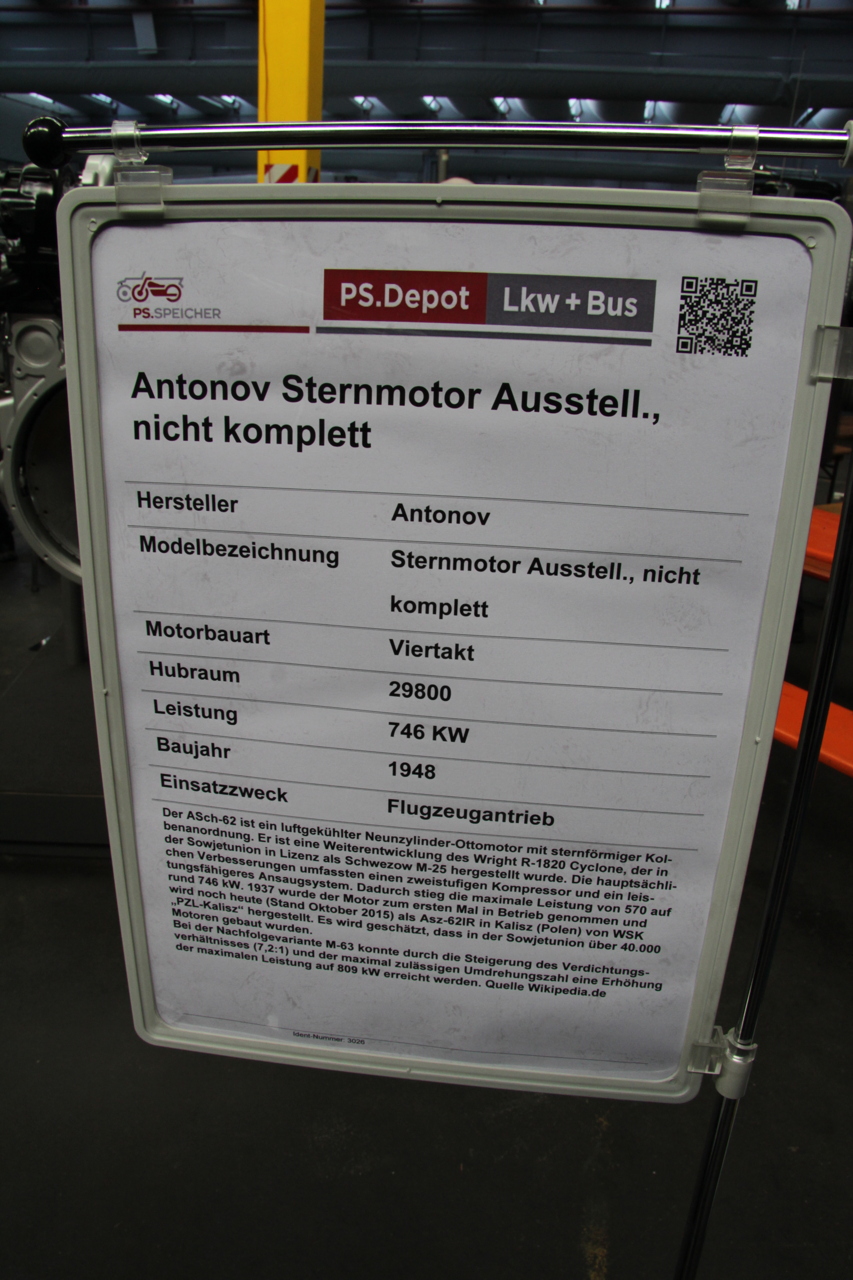 PS.SPEICHER
PS.Depot Lkw + Bus
Antonov Sternmotor Ausstell.,
nicht komplett
Hersteller Antonov
Modelbezeichnung Sternmotor Ausstell., nicht
komplett
Motorbauart Viertakt
Hubraum 29800
Leistung 746 KW
Baujahr 1948
Einsatzzweck Flugzeugantrieb
Der ASch-62 ist ein luftgekühlter Neunzylinder-Ottomotor mit sternförmiger Kol-
benanordnung. Er ist eine Weiterentwicklung des Wright R-1820 Cyclone, der in
der Sowjetunion in Lizenz als Schwezow M-25 hergestellt wurde. Die hauptsächli-
chen Verbesserungen umfassten einen zweistufigen Kompressor und ein leis-
tungsfähigeres Ansaugsystem. Dadurch stieg die maximale Leistung von 570 auf
rund 746 kW. 1937 wurde der Motor zum ersten Mal in Betrieb genommen und
wird noch heute (Stand Oktober 2015) als Asz-62IR in Kalisz (Polen) von WSK
„PZL-Kalisz“ hergestellt. Es wird geschätzt, dass in der Sowjetunion über 40.000
Motoren gebaut wurden.
Bei der Nachfolgevariante M-63 konnte durch die Steigerung des Verdichtungs-
verhältnisses (7,2:1) und der maximal zulässigen Umdrehungszahl eine Erhöhung
der maximalen Leistung auf 809 kW erreicht werden. Quelle Wikipedia.de
Ident-Nummer 3026